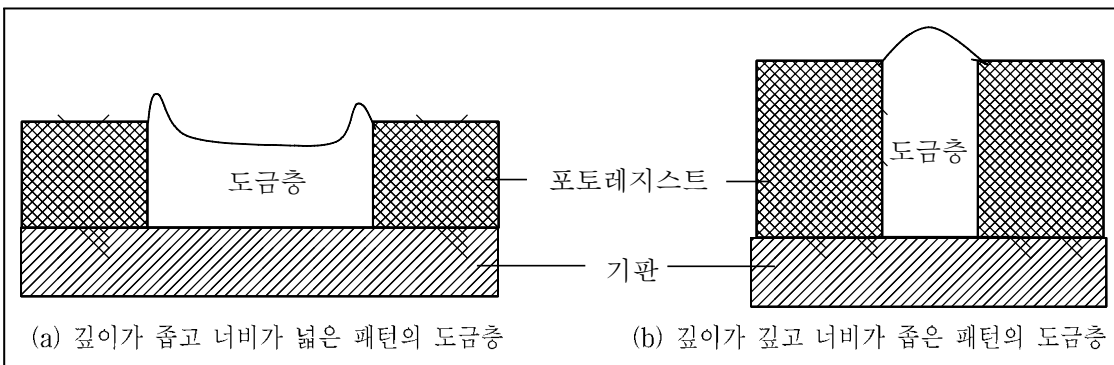 도금층
도금층
포토레지스트
기판
(a) 깊이가 좁고 너비가 넓은 패턴의 도금층
(b) 깊이가 깊고 너비가 좁은 패턴의 도금층